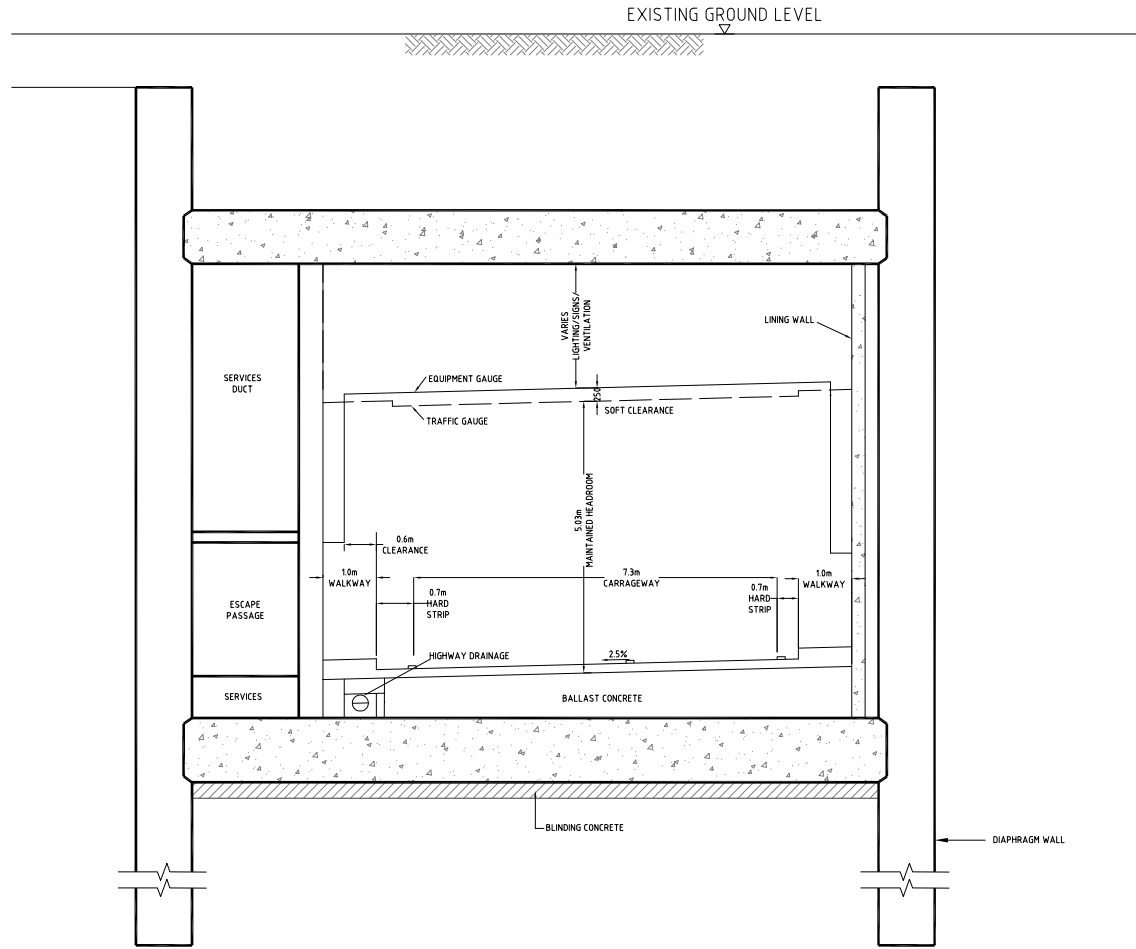 EXISTING GROUND LEVEL
VARIES
LIGHTING/SIGNS/
VENTILATION
LINING WALL
SERVICES
DUCT
EQUIPMENT GAUGE
250
SOFT CLEARANCE
TRAFFIC GAUGE
5.03m
MAINTAINED HEADROOM
0.6m
CLEARANCE
1.0m
WALKWAY
7.3m
CARRAGEWAY
1.0m
WALKWAY
0.7m
HARD
STRIP
0.7m
HARD
STRIP
ESCAPE
PASSAGE
HIGHWAY DRAINAGE
2.5%
SERVICES
BALLAST CONCRETE
BLINDING CONCRETE
DIAPHRAGM WALL